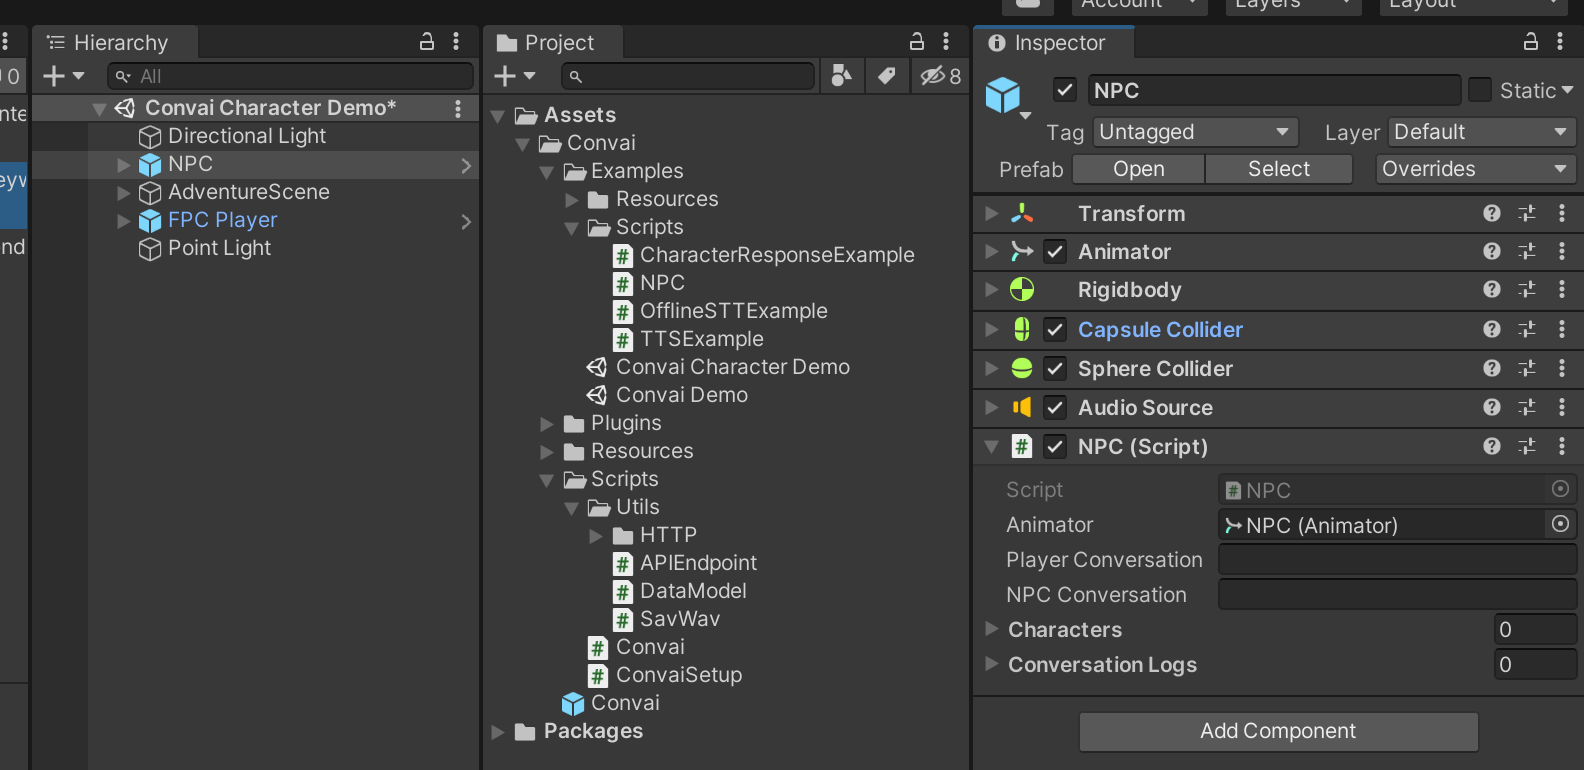 Account
Layers
Layout
0
Hierarchy
All
Convai Character Demo*
Directional Light
NPC
AdventureScene
FPC Player
Point Light
Project
8
Assets
Convai
Examples
Resources
Scripts
CharacterResponseExample
NPC
OfflineSTTExample
TTSExample
Convai Character Demo
Convai Demo
Plugins
Resources
Scripts
Utils
HTTP
APIEndpoint
DataModel
SavWav
Convai
ConvaiSetup
Convai
Packages
Inspector
NPC
Static
Tag Untagged Layer Default
Prefab Open Select Overrides
Transform
Animator
Rigidbody
Capsule Collider
Sphere Collider
Audio Source
NPC (Script)
Script NPC
Animator NPC (Animator)
Player Conversation
NPC Conversation
Characters 0
Conversation Logs 0
Add Component